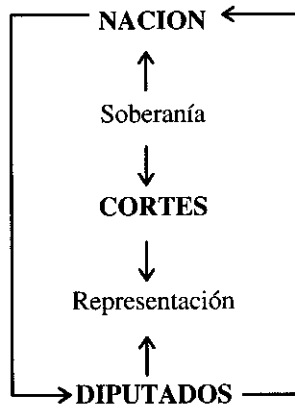 NACION
Soberanía
CORTES
Representación
DIPUTADOS